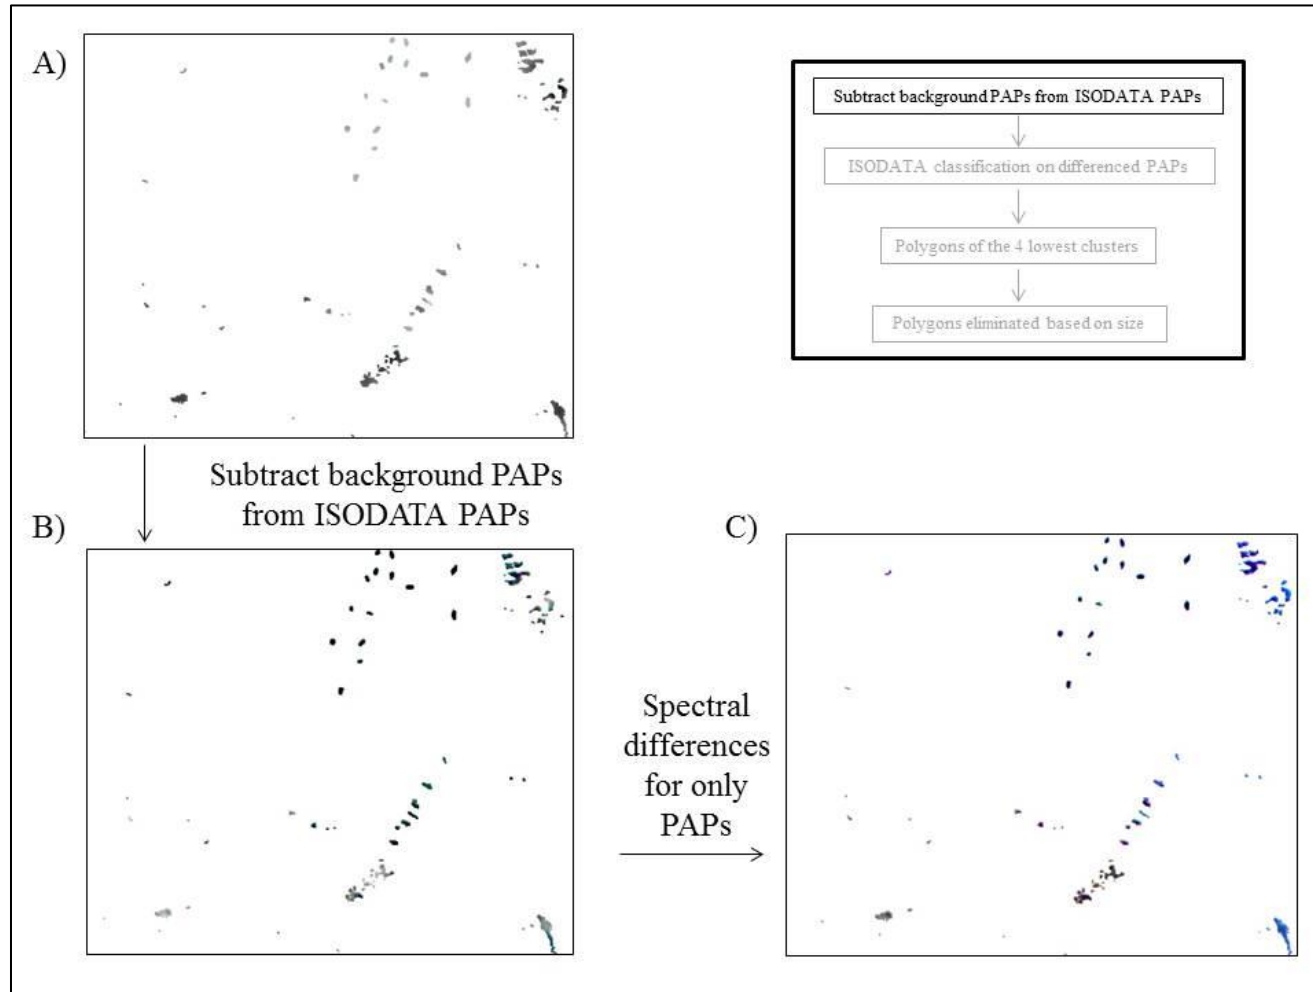 A)
Subtract background PAPs from ISODATA PAPs
ISODATA classification on differenced PAPs
Polygons of the 4 lowest clusters
Polygons eliminated based on size
Subtract background PAPs
from ISODATA PAPs
B)
C)
Spectral
differences
for only
PAPs